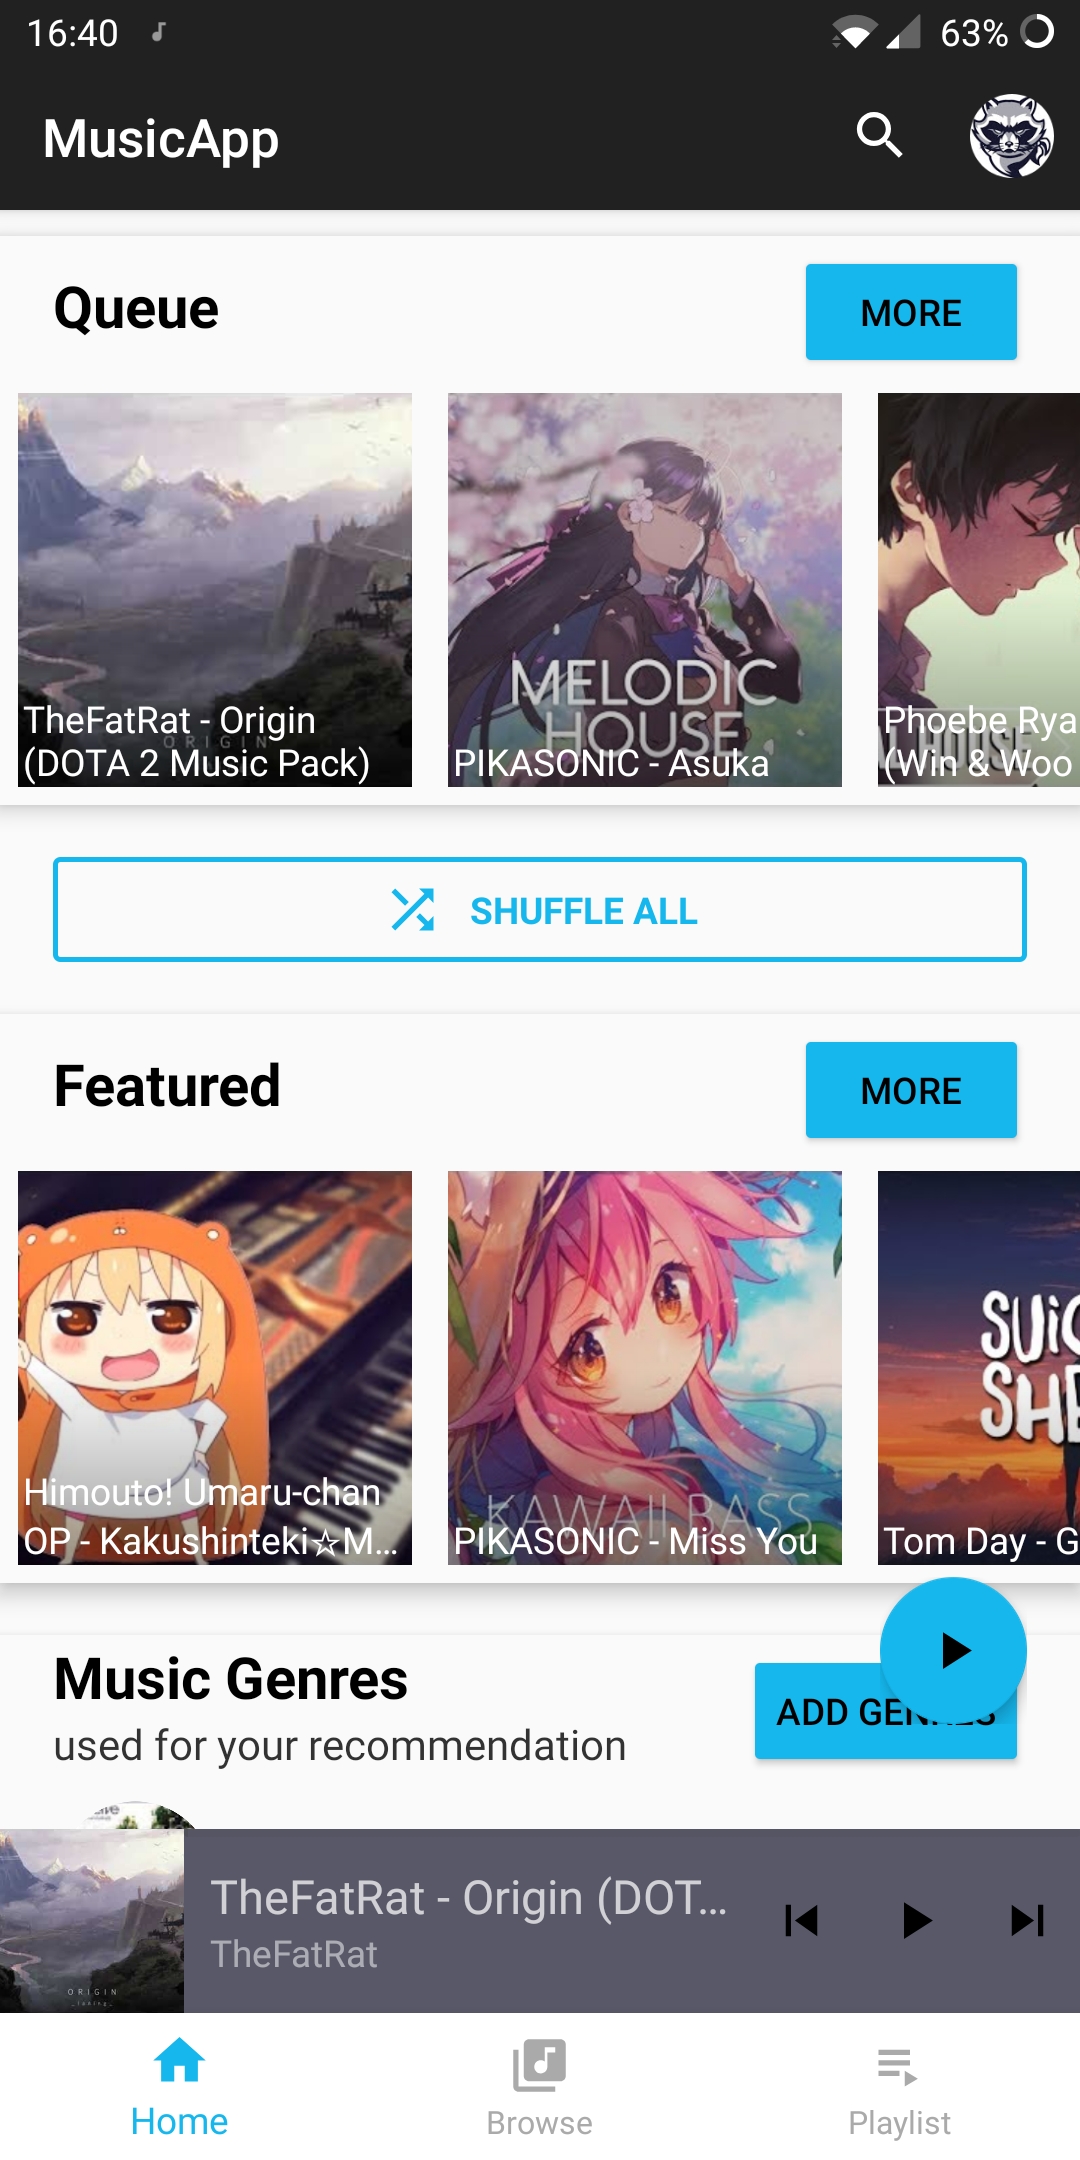 16:40
63%
MusicApp
Queue
MORE
MELODIC
HOUSE
ORIGIN
TheFatRat - Origin
(DOTA 2 Music Pack)
PIKASONIC - Asuka
Phoebe Rya
(Win & Woo
SHUFFLE ALL
Featured
MORE
SUiC
SHE
KAWAII BASS
Himouto! Umaru-chan
OP - Kakushinteki☆M...
PIKASONIC - Miss You
Tom Day - G
Music Genres
used for your recommendation
ADD GENRES
TheFatRat - Origin (DOT...
TheFatRat
ORIGIN
Home
Browse
Playlist